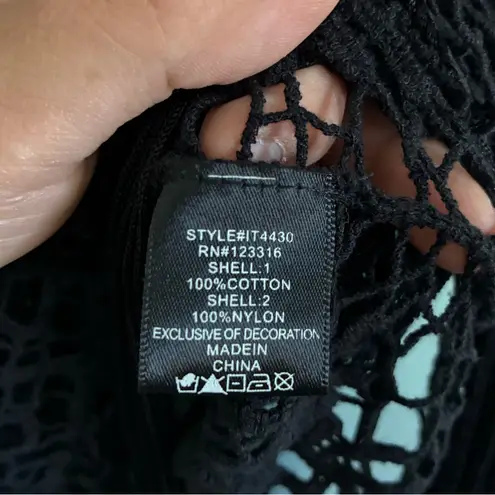 STYLE#IT4430
RN#123316
SHELL:1
100%COTTON
SHELL:2
100%NYLON
EXCLUSIVE OF DECORATION
MADEIN
CHINA